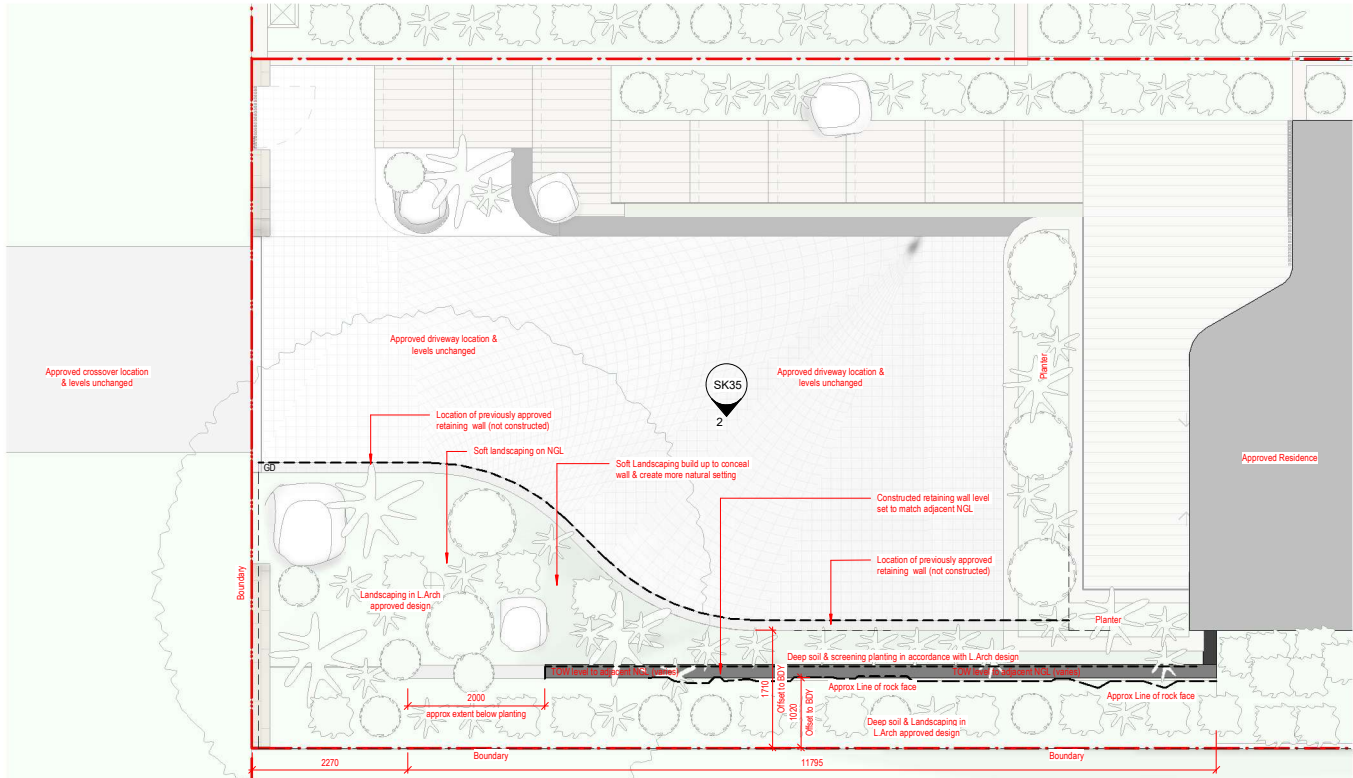 Approved driveway location &
levels unchanged
Approved crossover location
& levels unchanged
SK35
2
Approved driveway location &
levels unchanged
Planter
Location of previously approved
retaining wall (not constructed)
Soft landscaping on NGL
GD
Soft Landscaping build up to conceal
wall & create more natural setting
Approved Residence
Constructed retaining wall level
set to match adjacent NGL
Location of previously approved
retaining wall (not constructed)
Boundary
Landscaping in L.Arch
approved design
Planter
Deep soil & screening planting in accordance with L.Arch design
TOW level to adjacent NGL (varies)
TOW level to adjacent NGL (varies)
1710
Offset to BDY
1020
Offset to BDY
Approx Line of rock face
Approx Line of rock face
2000
approx extent below planting
Deep soil & Landscaping in
L.Arch approved design
Boundary
Boundary
2270
11795